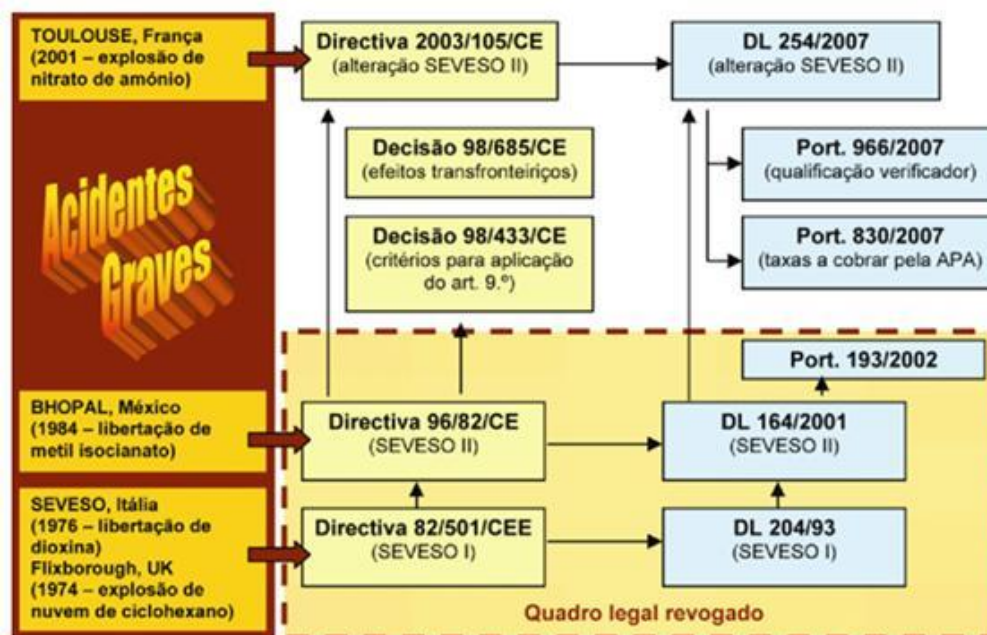 TOULOUSE, França
(2001 – explosão de
nitrato de amónio)
Directiva 2003/105/CE
(alteração SEVESO II)
DL 254/2007
(alteração SEVESO II)
Acidentes
Graves
Decisão 98/685/CE
(efeitos transfronteiriços)
Port. 966/2007
(qualificação verificador)
Decisão 98/433/CE
(critérios para aplicação
do art. 9.º)
Port. 830/2007
(taxas a cobrar pela APA)
Port. 193/2002
BHOPAL, México
(1984 – libertação de
metil isocianato)
Directiva 96/82/CE
(SEVESO II)
DL 164/2001
(SEVESO II)
SEVESO, Itália
(1976 – libertação de
dioxina)
Flixborough, UK
(1974 – explosão de
nuvem de ciclohexano)
Directiva 82/501/CEE
(SEVESO I)
DL 204/93
(SEVESO I)
Quadro legal revogado